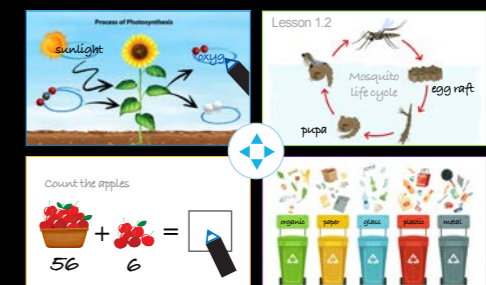 Process of Photosynthesis
sunlight
oxyg
Lesson 1.2
Mosquito
life cycle
egg raft
pupa
Count the apples
+ =
56 6
organic paper glass plastic metal